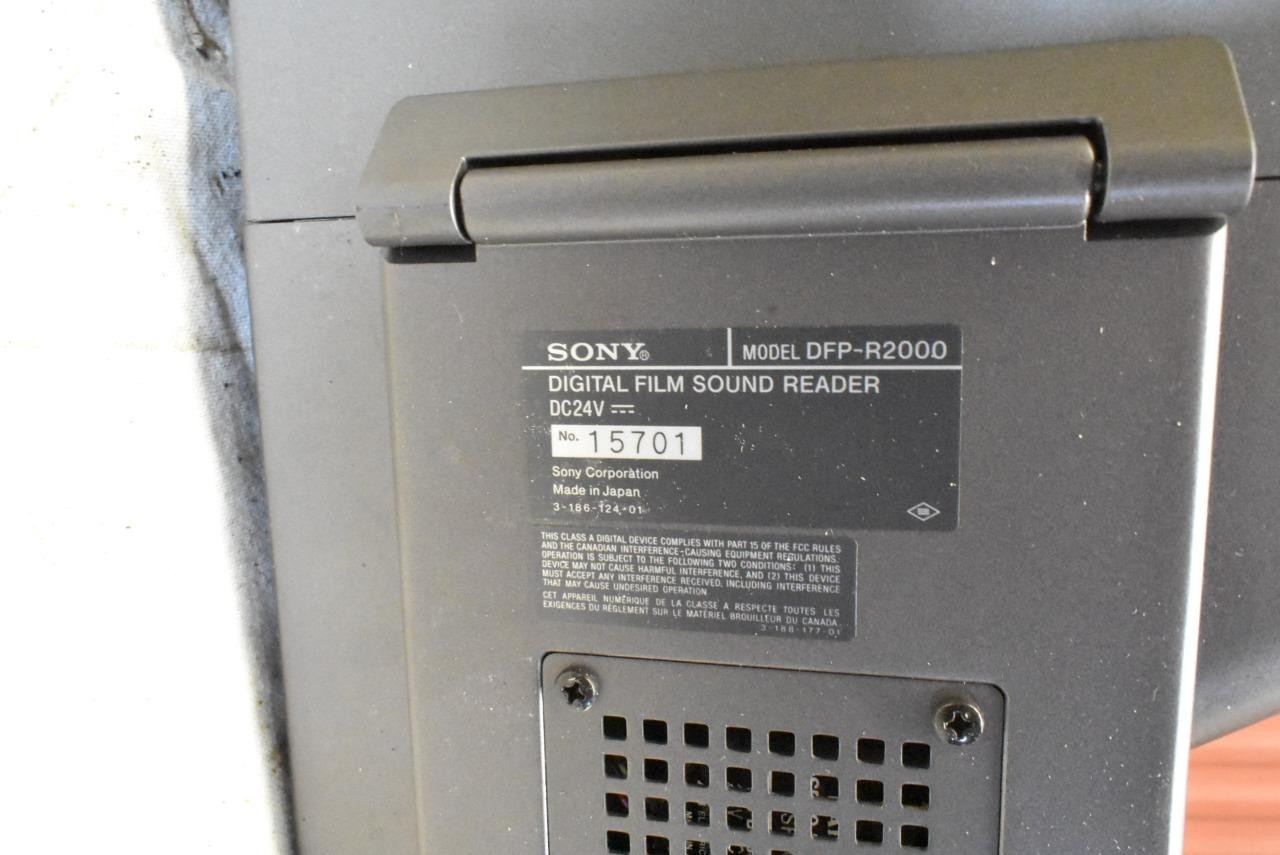 SONY® MODEL DFP-R2000
DIGITAL FILM SOUND READER
DC24V ⎓
No. 15701
Sony Corporation
Made in Japan
3-186-124-01
THIS CLASS A DIGITAL DEVICE COMPLIES WITH PART 15 OF THE FCC RULES
AND THE CANADIAN INTERFERENCE-CAUSING EQUIPMENT REGULATIONS.
OPERATION IS SUBJECT TO THE FOLLOWING TWO CONDITIONS: (1) THIS
DEVICE MAY NOT CAUSE HARMFUL INTERFERENCE, AND (2) THIS DEVICE
MUST ACCEPT ANY INTERFERENCE RECEIVED, INCLUDING INTERFERENCE
THAT MAY CAUSE UNDESIRED OPERATION.
CET APPAREIL NUMÉRIQUE DE LA CLASSE A RESPECTE TOUTES LES
EXIGENCES DU RÈGLEMENT SUR LE MATÉRIEL BROUILLEUR DU CANADA.
3-186-177-01